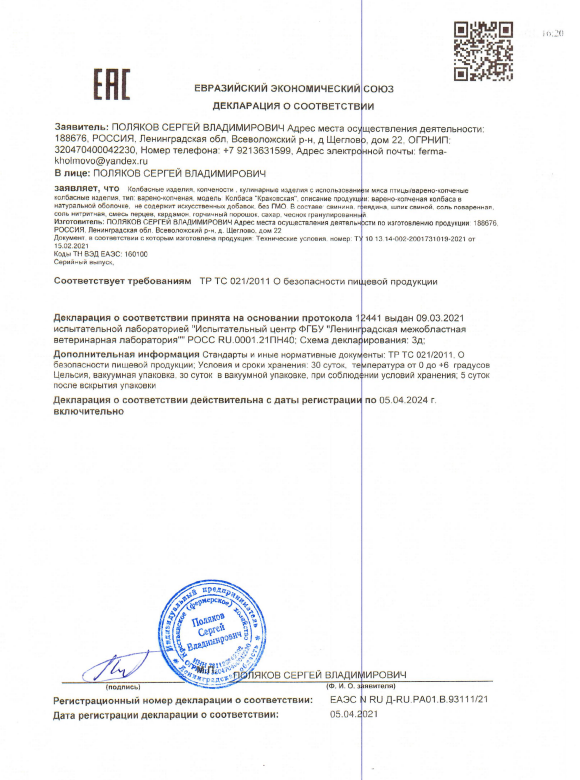 16:20
ЕАС
ЕВРАЗИЙСКИЙ ЭКОНОМИЧЕСКИЙ СОЮЗ
ДЕКЛАРАЦИЯ О СООТВЕТСТВИИ
Заявитель: ПОЛЯКОВ СЕРГЕЙ ВЛАДИМИРОВИЧ Адрес места осуществления деятельности:
188676, РОССИЯ, Ленинградская обл, Всеволожский р-н, д Щеглово, дом 22, ОГРНИП:
320470400042230, Номер телефона: +7 9213631599, Адрес электронной почты: ferma-
kholmovo@yandex.ru
В лице: ПОЛЯКОВ СЕРГЕЙ ВЛАДИМИРОВИЧ
заявляет, что Колбасные изделия, копчености , кулинарные изделия с использованием мяса птицы/варено-копченые
колбасные изделия, тип: варено-копченая, модель Колбаса "Краковская", описание продукции: варено-копченая колбаса в
натуральной оболочке, не содержит искусственных добавок, без ГМО. В составе: свинина, говядина, шпик свиной, соль поваренная,
соль нитритная, смесь перцев, кардамон, горчичный порошок, сахар, чеснок гранулированный
Изготовитель: ПОЛЯКОВ СЕРГЕЙ ВЛАДИМИРОВИЧ Адрес места осуществления деятельности по изготовлению продукции: 188676,
РОССИЯ, Ленинградская обл, Всеволожский р-н, д. Щеглово, дом 22
Документ, в соответствии с которым изготовлена продукция: Технические условия, номер: ТУ 10.13.14-002-2001731019-2021 от
15.02.2021
Коды ТН ВЭД ЕАЭС: 160100
Серийный выпуск,
Соответствует требованиям ТР ТС 021/2011 О безопасности пищевой продукции
Декларация о соответствии принята на основании протокола 12441 выдан 09.03.2021
испытательной лабораторией "Испытательный центр ФГБУ "Ленинградская межобластная
ветеринарная лаборатория"" РОСС RU.0001.21ПН40; Схема декларирования: 3д;
Дополнительная информация Стандарты и иные нормативные документы: ТР ТС 021/2011, О
безопасности пищевой продукции; Условия и сроки хранения: 30 суток, температура от 0 до +6 градусов
Цельсия, вакуумная упаковка. зо суток в вакуумной упаковке, при соблюдении условий хранения; 5 суток
после вскрытия упаковки
Декларация о соответствии действительна с даты регистрации по 05.04.2024 г.
включительно
Индивидуальный предприниматель
Крестьянское (фермерское) хозяйство
Поляков
Сергей
Владимирович
Ленинградская область
М.П.
ПОЛЯКОВ СЕРГЕЙ ВЛАДИМИРОВИЧ
(подпись)
(Ф. И. О. заявителя)
Регистрационный номер декларации о соответствии: ЕАЭС N RU Д-RU.РА01.В.93111/21
Дата регистрации декларации о соответствии: 05.04.2021